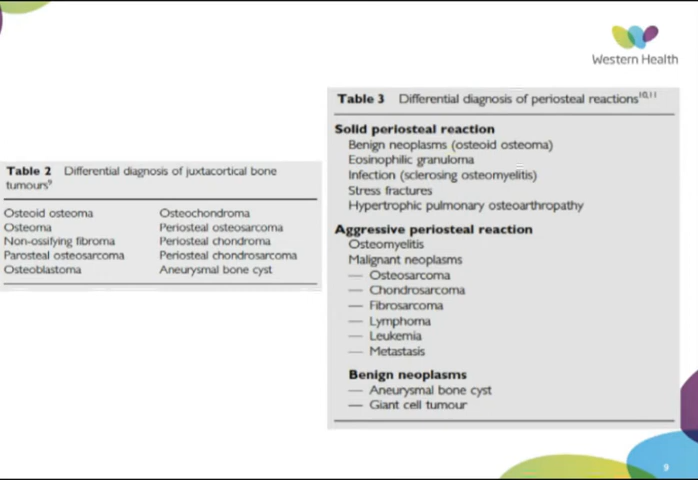 Western Health
Table 2 Differential diagnosis of juxtacortical bone
tumours⁹
Osteoid osteoma Osteochondroma
Osteoma Periosteal osteosarcoma
Non-ossifying fibroma Periosteal chondroma
Parosteal osteosarcoma Periosteal chondrosarcoma
Osteoblastoma Aneurysmal bone cyst
Table 3 Differential diagnosis of periosteal reactions¹⁰,¹¹
Solid periosteal reaction
Benign neoplasms (osteoid osteoma)
Eosinophilic granuloma
Infection (sclerosing osteomyelitis)
Stress fractures
Hypertrophic pulmonary osteoarthropathy
Aggressive periosteal reaction
Osteomyelitis
Malignant neoplasms
— Osteosarcoma
— Chondrosarcoma
— Fibrosarcoma
— Lymphoma
— Leukemia
— Metastasis
Benign neoplasms
— Aneurysmal bone cyst
— Giant cell tumour
9